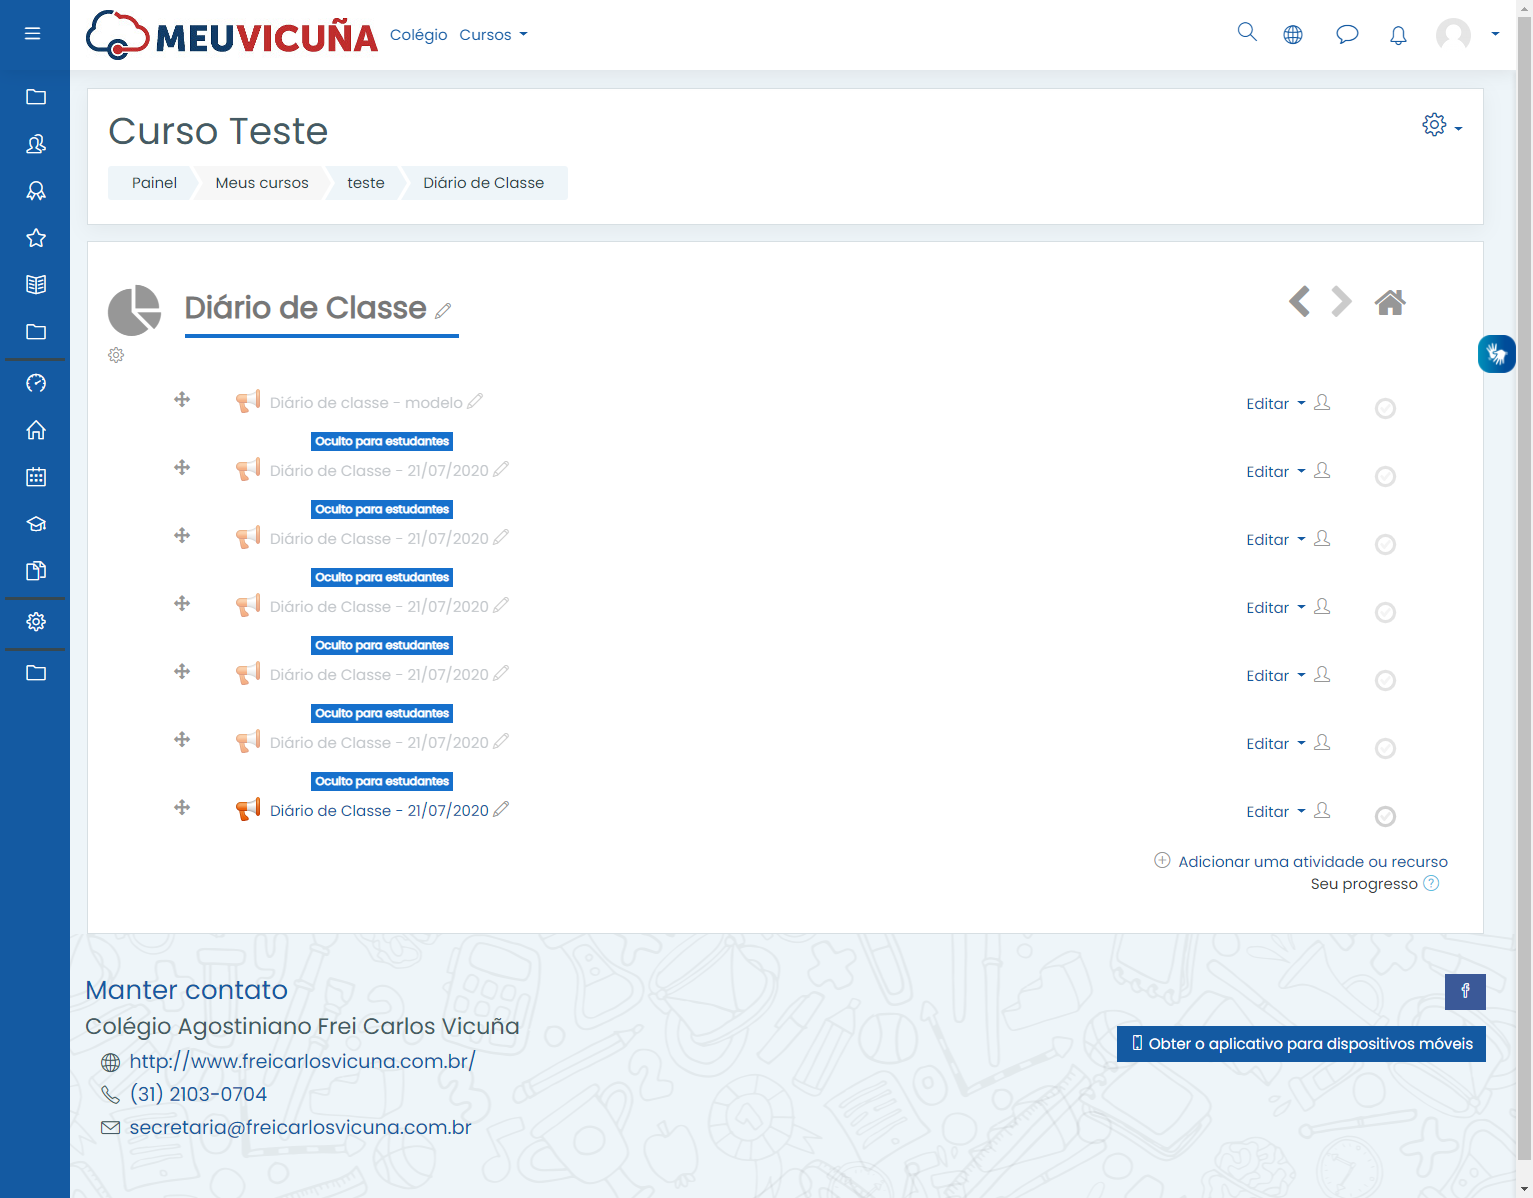 MEUVICUÑA Colégio Cursos
Curso Teste
Painel Meus cursos teste Diário de Classe
Diário de Classe
Diário de classe - modelo Editar
Oculto para estudantes
Diário de Classe - 21/07/2020 Editar
Oculto para estudantes
Diário de Classe - 21/07/2020 Editar
Oculto para estudantes
Diário de Classe - 21/07/2020 Editar
Oculto para estudantes
Diário de Classe - 21/07/2020 Editar
Oculto para estudantes
Diário de Classe - 21/07/2020 Editar
Oculto para estudantes
Diário de Classe - 21/07/2020 Editar
Adicionar uma atividade ou recurso
Seu progresso
Manter contato
Colégio Agostiniano Frei Carlos Vicuña
http://www.freicarlosvicuna.com.br/
(31) 2103-0704
secretaria@freicarlosvicuna.com.br
Obter o aplicativo para dispositivos móveis